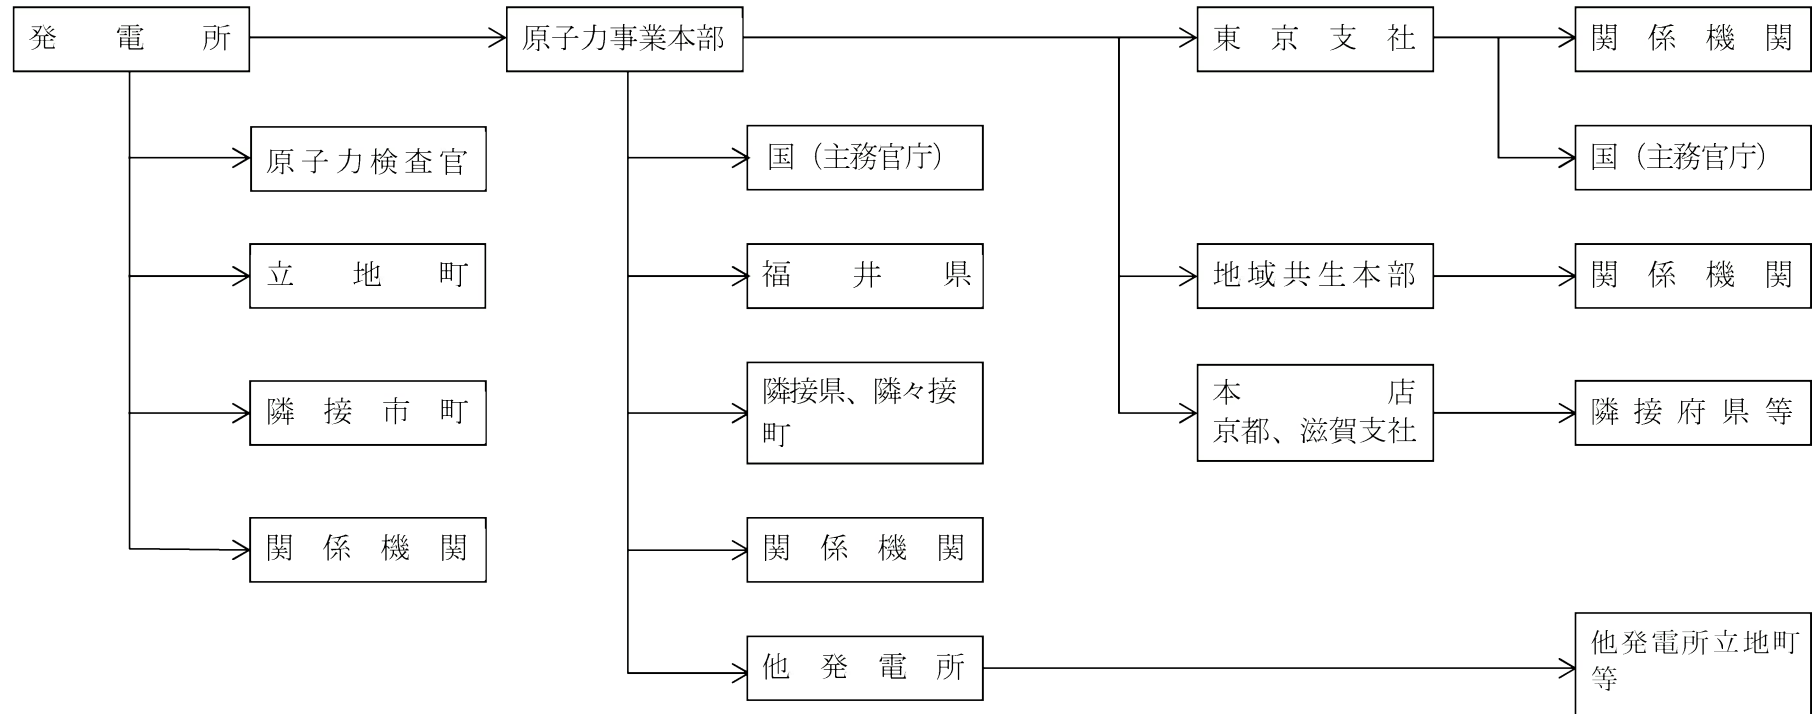 発電所
原子力事業本部
東京支社
関係機関
原子力検査官
国（主務官庁）
国（主務官庁）
立地町
福井県
地域共生本部
関係機関
隣接市町
隣接県、隣々接
町
本店
京都、滋賀支社
隣接府県等
関係機関
関係機関
他発電所
他発電所立地町
等